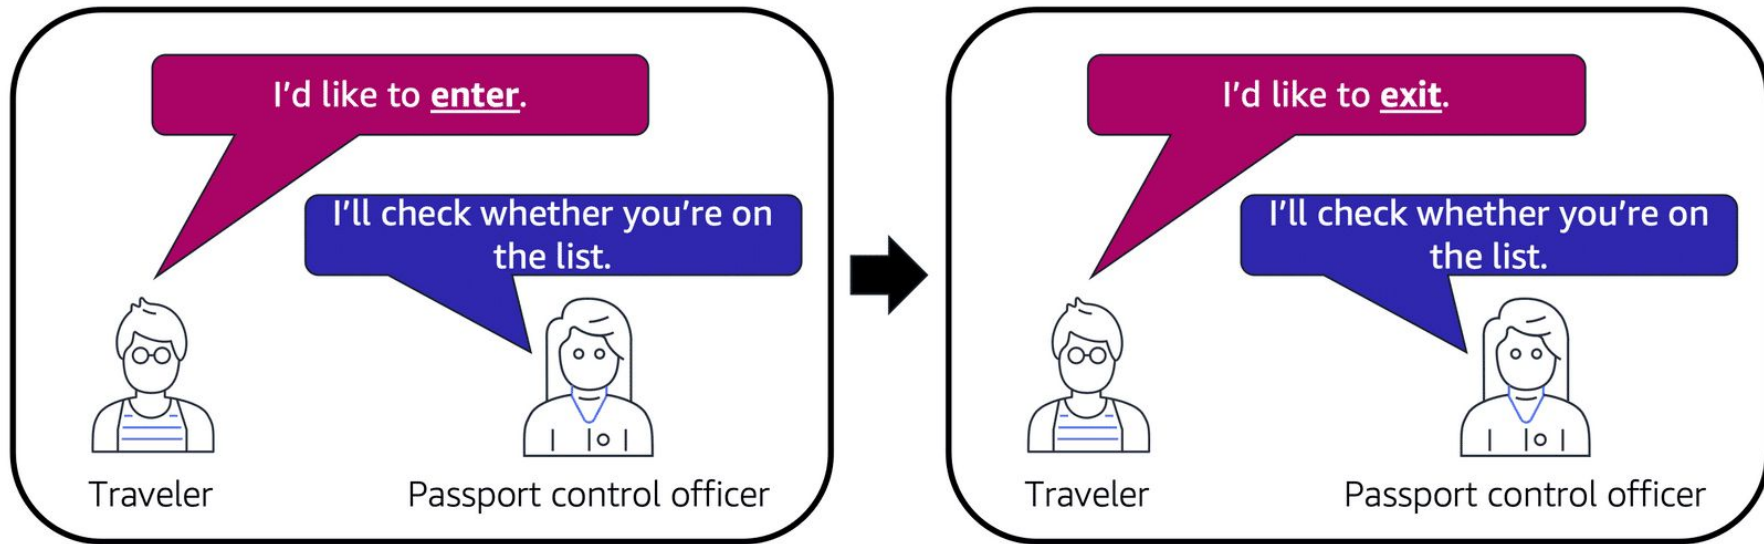 I'd like to enter.
I'll check whether you're on
the list.
Traveler
Passport control officer
I'd like to exit.
I'll check whether you're on
the list.
Traveler
Passport control officer